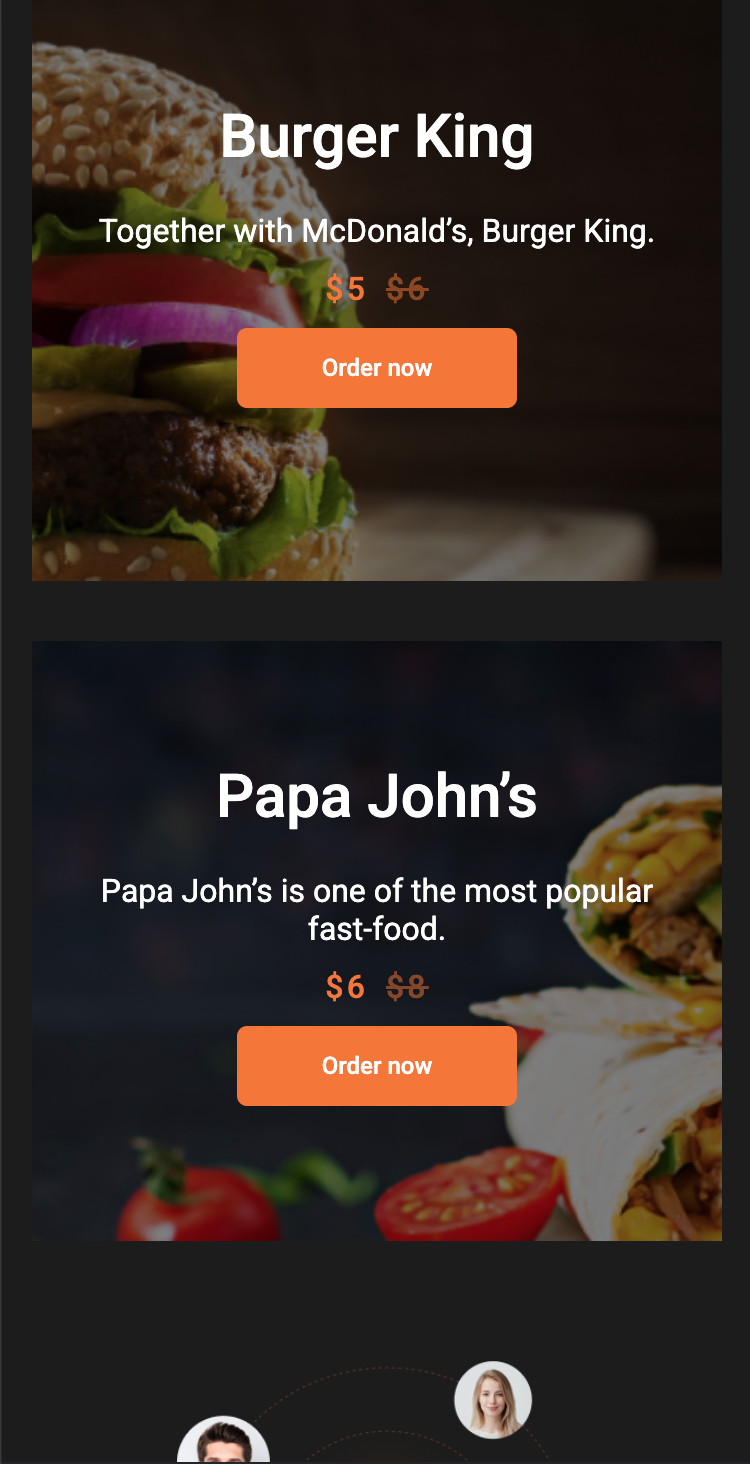 Burger King
Together with McDonald’s, Burger King.
$5 $6
Order now
Papa John’s
Papa John’s is one of the most popular
fast-food.
$6 $8
Order now